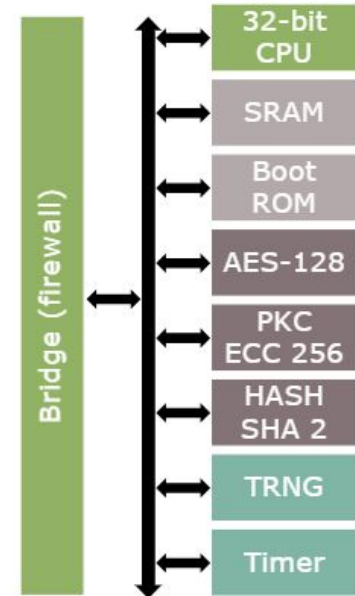 Bridge (firewall)
32-bit
CPU
SRAM
Boot
ROM
AES-128
PKC
ECC 256
HASH
SHA 2
TRNG
Timer